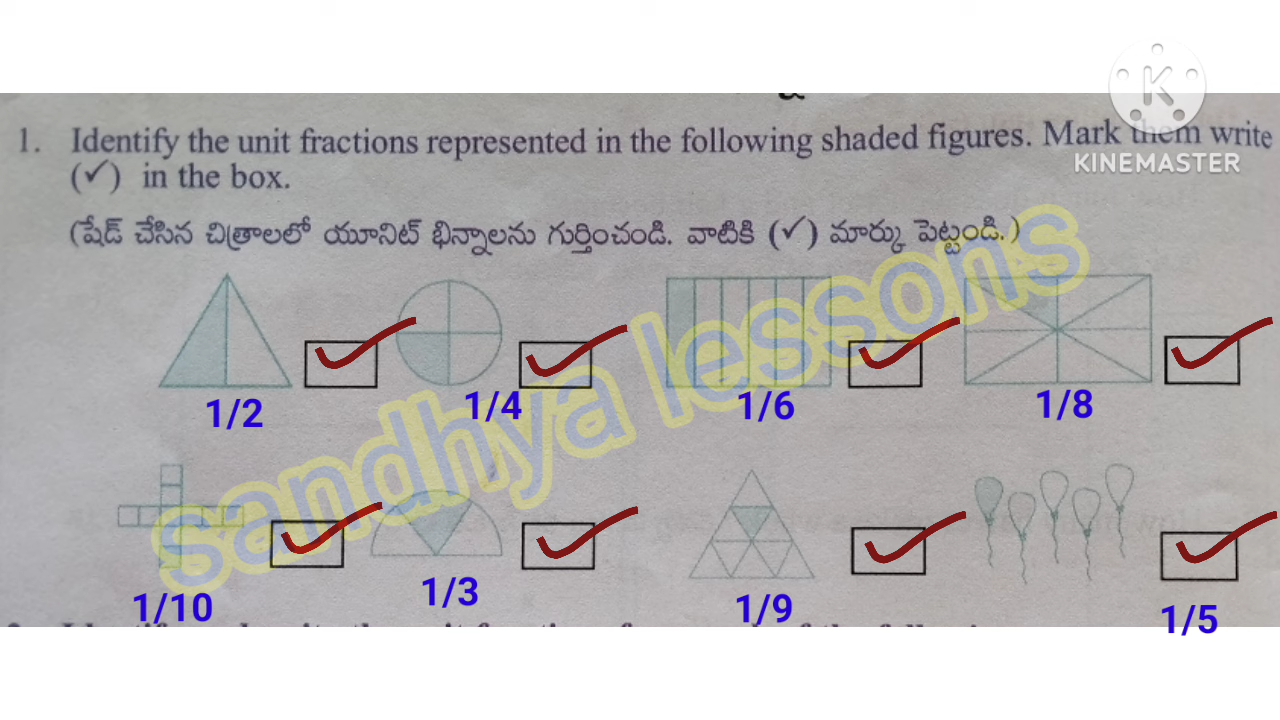 KINEMASTER
1. Identify the unit fractions represented in the following shaded figures. Mark them write
(✓) in the box.
(షేడ్ చేసిన చిత్రాలలో యూనిట్ భిన్నాలను గుర్తించండి. వాటికి (✓) మార్కు పెట్టండి.)
sandhya lessons
1/2 1/4 1/6 1/8
1/10 1/3 1/9 1/5